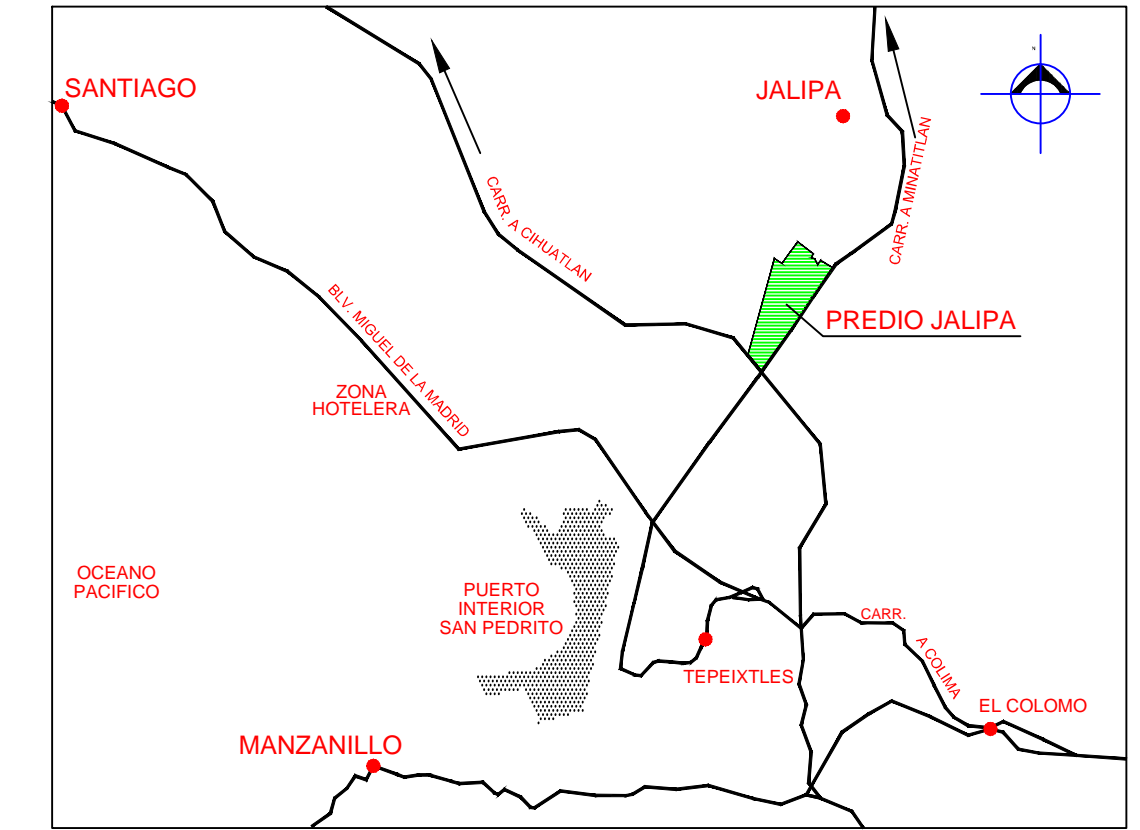 N
SANTIAGO
JALIPA
CARR. A CIHUATLAN
CARR. A MINATITLAN
BLV. MIGUEL DE LA MADRID
PREDIO JALIPA
ZONA
HOTELERA
OCEANO
PACIFICO
PUERTO
INTERIOR
SAN PEDRITO
CARR.
A COLIMA
TEPEIXTLES
EL COLOMO
MANZANILLO